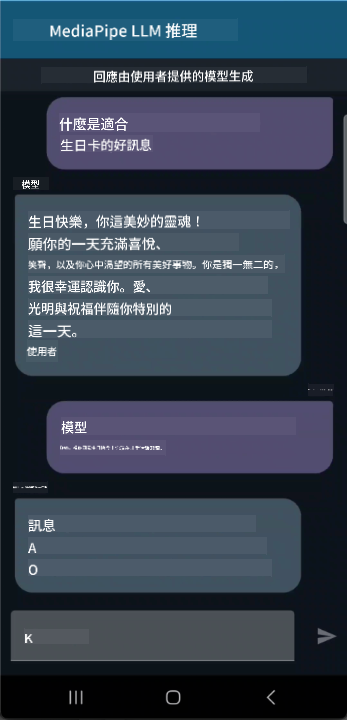 MediaPipe LLM 推理
回應由使用者提供的模型生成
什麼是適合
生日卡的好訊息
模型
生日快樂，你這美妙的靈魂！
願你的一天充滿喜悅、
笑聲，以及你心中渴望的所有美好事物。你是獨一無二的，
我很幸運認識你。愛、
光明與祝福伴隨你特別的
這一天。
使用者
模型
訊息
A
O
K